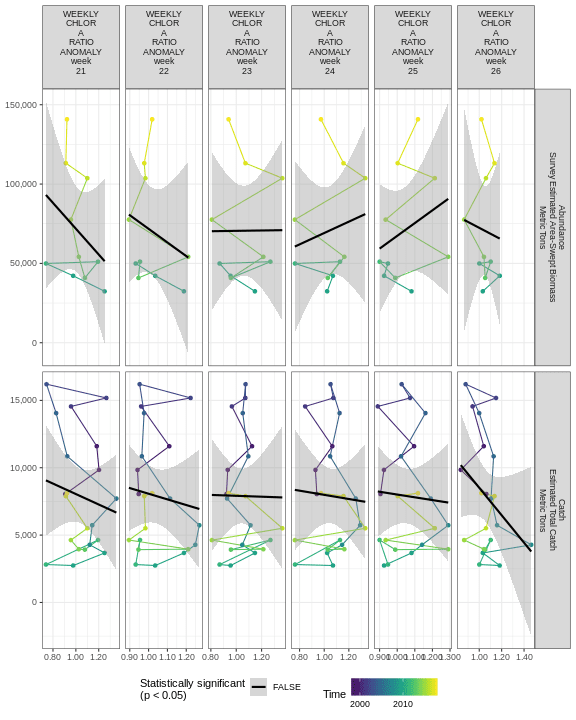 WEEKLY
CHLOR
A
RATIO
ANOMALY
week
21
WEEKLY
CHLOR
A
RATIO
ANOMALY
week
22
WEEKLY
CHLOR
A
RATIO
ANOMALY
week
23
WEEKLY
CHLOR
A
RATIO
ANOMALY
week
24
WEEKLY
CHLOR
A
RATIO
ANOMALY
week
25
WEEKLY
CHLOR
A
RATIO
ANOMALY
week
26
150,000
100,000
50,000
0
Abundance
Survey Estimated Area-Swept Biomass
Metric Tons
15,000
10,000
5,000
0
Catch
Estimated Total Catch
Metric Tons
0.80 1.00 1.20
0.90 1.00 1.10 1.20
0.80 1.00 1.20
0.80 1.00 1.20
0.900 1.000 1.100 1.200 1.300
1.00 1.20 1.40
Statistically significant
(p < 0.05)
FALSE
Time
2000 2010